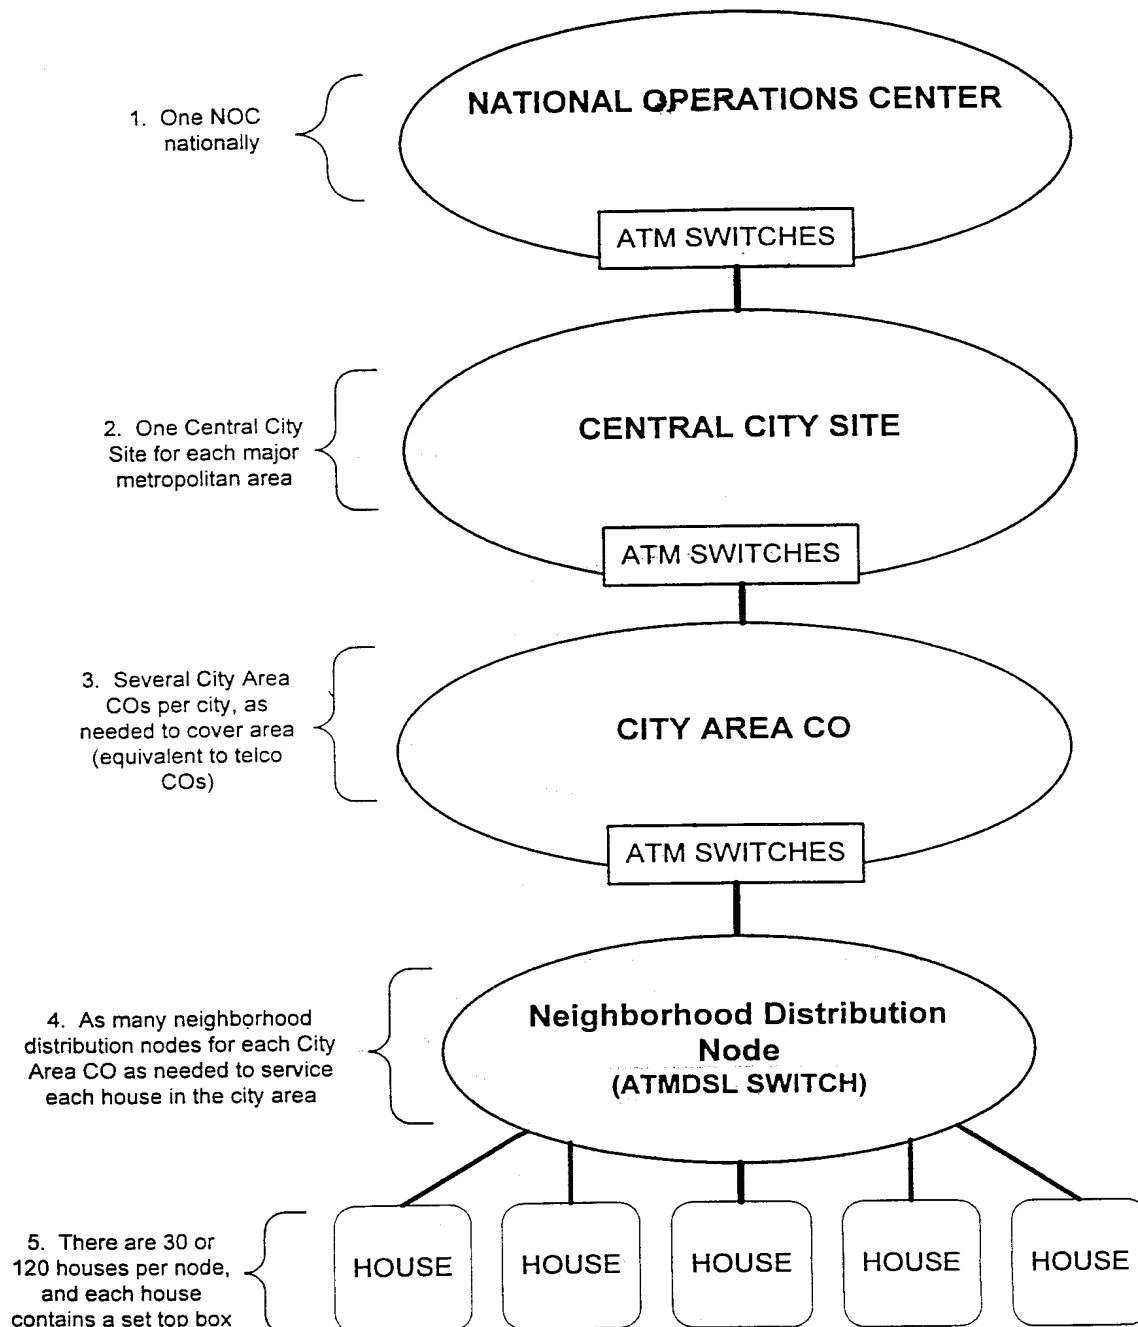 NATIONAL OPERATIONS CENTER
1. One NOC
nationally
ATM SWITCHES
2. One Central City
Site for each major
metropolitan area
CENTRAL CITY SITE
ATM SWITCHES
3. Several City Area
COs per city, as
needed to cover area
(equivalent to telco
COs)
CITY AREA CO
ATM SWITCHES
4. As many neighborhood
distribution nodes for each City
Area CO as needed to service
each house in the city area
Neighborhood Distribution
Node
(ATMDSL SWITCH)
5. There are 30 or
120 houses per node,
and each house
contains a set top box
HOUSE
HOUSE
HOUSE
HOUSE
HOUSE